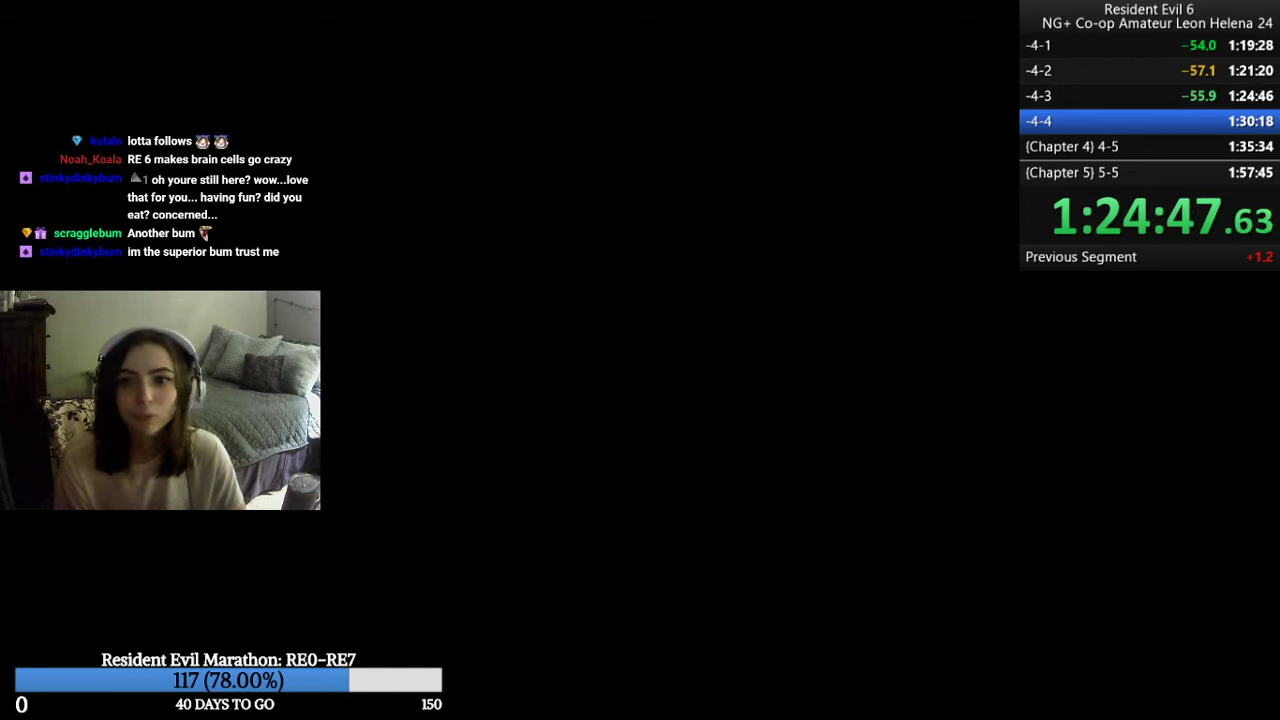 Resident Evil 6
NG+ Co-op Amateur Leon Helena 24
-4-1 −54.0 1:19:28
-4-2 −57.1 1:21:20
-4-3 −55.9 1:24:46
-4-4 1:30:18
{Chapter 4} 4-5 1:35:34
{Chapter 5} 5-5 1:57:45
1:24:47.63
Previous Segment +1.2
kulalo lotta follows
Noah_Koala RE 6 makes brain cells go crazy
stinkydinkybum 1 oh youre still here? wow...love
that for you... having fun? did you
eat? concerned...
scragglebum Another bum
stinkydinkybum im the superior bum trust me
Resident Evil Marathon: RE0-RE7
117 (78.00%)
0 40 DAYS TO GO 150